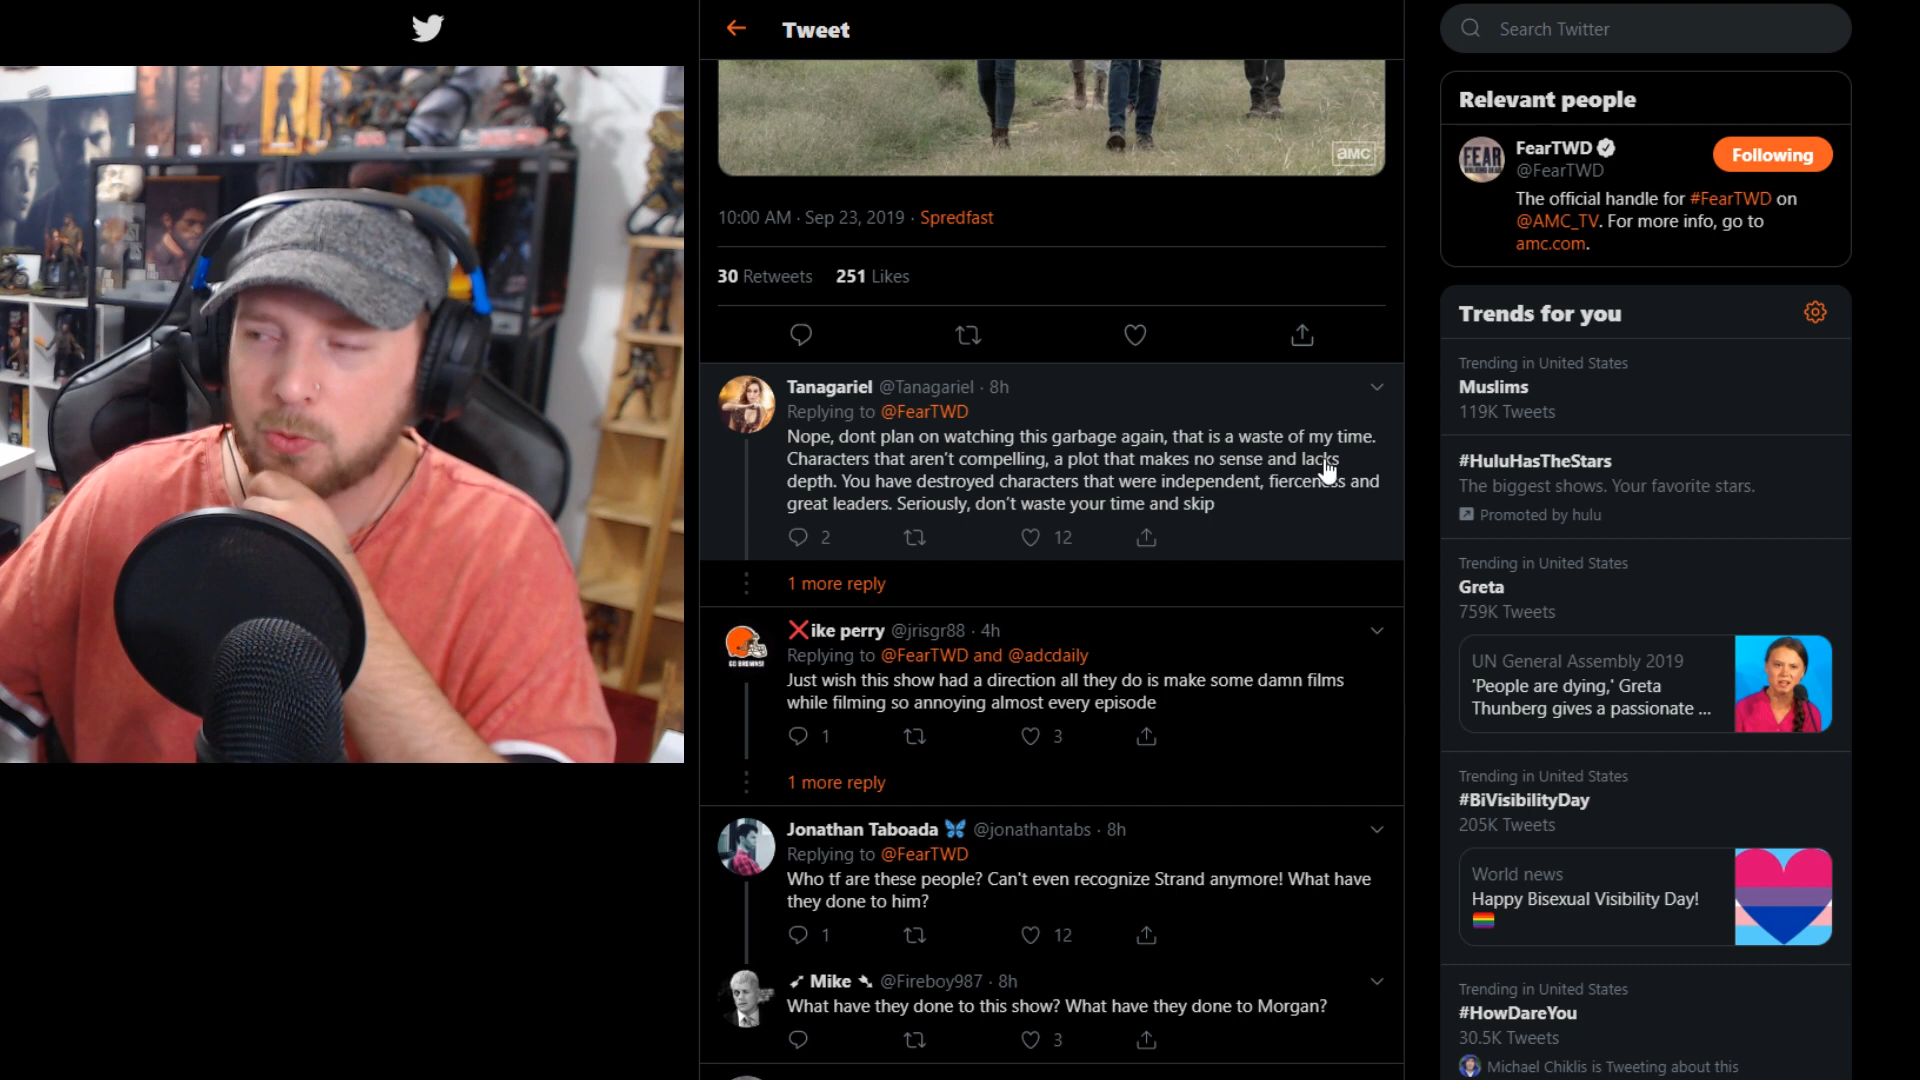 Tweet
Search Twitter
amc
10:00 AM · Sep 23, 2019 · Spredfast
30 Retweets 251 Likes
Tanagariel @Tanagariel · 8h
Replying to @FearTWD
Nope, dont plan on watching this garbage again, that is a waste of my time.
Characters that aren't compelling, a plot that makes no sense and lacks
depth. You have destroyed characters that were independent, fierceness and
great leaders. Seriously, don't waste your time and skip
2 12
1 more reply
❌ike perry @jrisgr88 · 4h
Replying to @FearTWD and @adcdaily
Just wish this show had a direction all they do is make some damn films
while filming so annoying almost every episode
1 3
1 more reply
GO BROWNS!
Jonathan Taboada 🦋 @jonathantabs · 8h
Replying to @FearTWD
Who tf are these people? Can't even recognize Strand anymore! What have
they done to him?
1 12
Mike @Fireboy987 · 8h
What have they done to this show? What have they done to Morgan?
3
Relevant people
FEAR
FearTWD
@FearTWD
Following
The official handle for #FearTWD on
@AMC_TV. For more info, go to
amc.com.
Trends for you
Trending in United States
Muslims
119K Tweets
#HuluHasTheStars
The biggest shows. Your favorite stars.
Promoted by hulu
Trending in United States
Greta
759K Tweets
UN General Assembly 2019
'People are dying,' Greta
Thunberg gives a passionate ...
Trending in United States
#BiVisibilityDay
205K Tweets
World news
Happy Bisexual Visibility Day!
🏳️‍🌈
Trending in United States
#HowDareYou
30.5K Tweets
Michael Chiklis is Tweeting about this